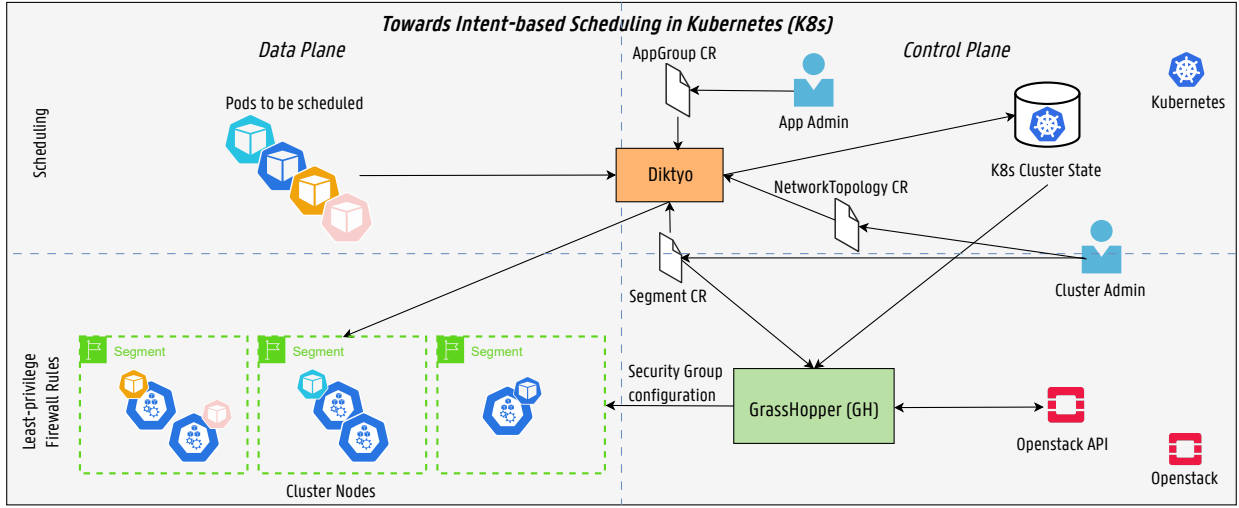 Towards Intent-based Scheduling in Kubernetes (K8s)
Data Plane
Control Plane
AppGroup CR
App Admin
Kubernetes
Pods to be scheduled
Scheduling
Diktyo
K8s Cluster State
NetworkTopology CR
Segment CR
Cluster Admin
Least-privilege
Firewall Rules
Segment
Segment
Segment
Security Group
configuration
GrassHopper (GH)
Openstack API
Openstack
Cluster Nodes